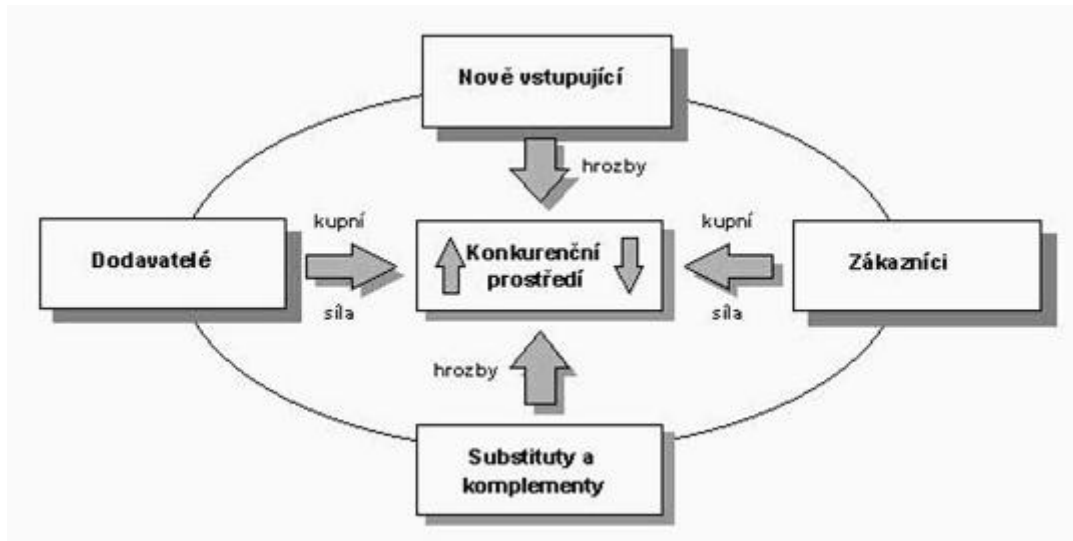 Nově vstupující
hrozby
kupní
Dodavatelé
síla
Konkurenční
prostředí
kupní
Zákazníci
síla
hrozby
Substituty a
komplementy